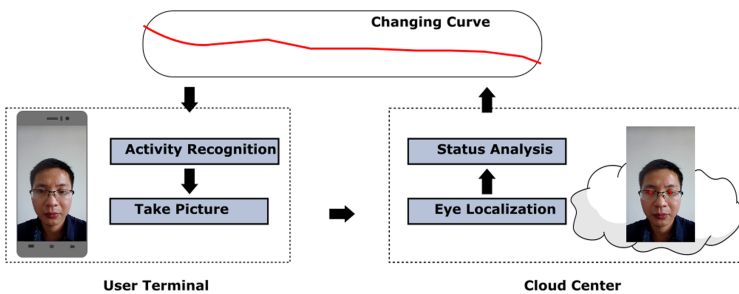 Changing Curve
Activity Recognition
Take Picture
Status Analysis
Eye Localization
User Terminal
Cloud Center